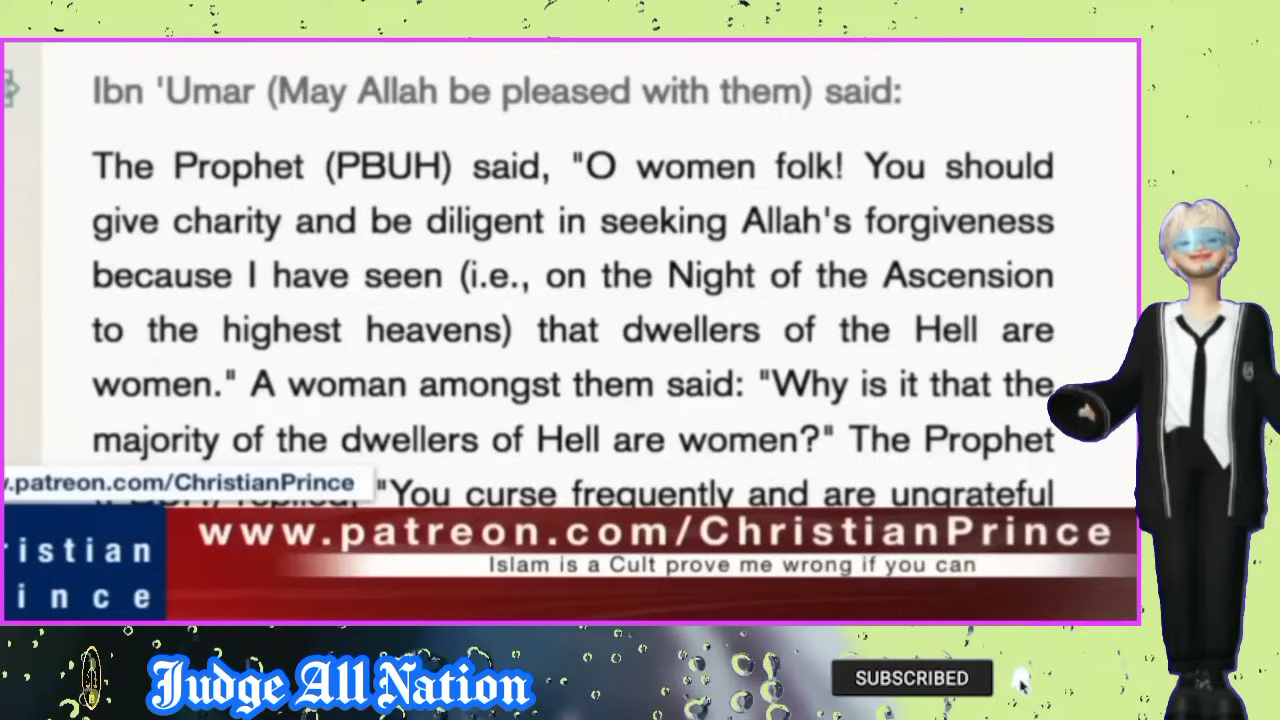 Ibn 'Umar (May Allah be pleased with them) said:
The Prophet (PBUH) said, "O women folk! You should
give charity and be diligent in seeking Allah's forgiveness
because I have seen (i.e., on the Night of the Ascension
to the highest heavens) that dwellers of the Hell are
women." A woman amongst them said: "Why is it that the
majority of the dwellers of Hell are women?" The Prophet
"You curse frequently and are ungrateful
.patreon.com/ChristianPrince
www.patreon.com/ChristianPrince
Islam is a Cult prove me wrong if you can
ristian
ince
Judge All Nation
SUBSCRIBED